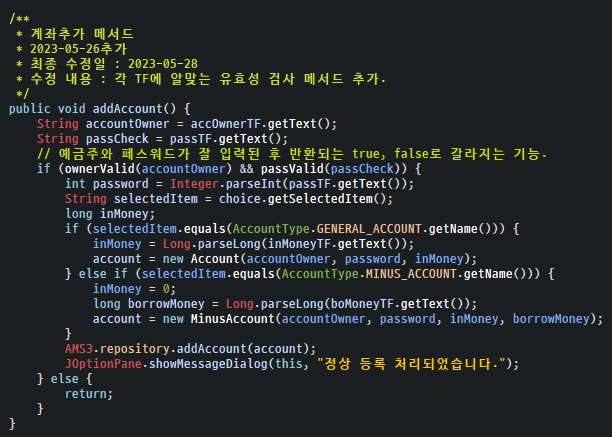 /**
 * 계좌추가 메서드
 * 2023-05-26추가
 * 최종 수정일 : 2023-05-28
 * 수정 내용 : 각 TF에 알맞는 유효성 검사 메서드 추가.
 */
public void addAccount() {
    String accountOwner = accOwnerTF.getText();
    String passCheck = passTF.getText();
    // 예금주와 페스워드가 잘 입력된 후 반환되는 true, false로 갈라지는 기능.
    if (ownerValid(accountOwner) && passValid(passCheck)) {
        int password = Integer.parseInt(passTF.getText());
        String selectedItem = choice.getSelectedItem();
        long inMoney;
        if (selectedItem.equals(AccountType.GENERAL_ACCOUNT.getName())) {
            inMoney = Long.parseLong(inMoneyTF.getText());
            account = new Account(accountOwner, password, inMoney);
        } else if (selectedItem.equals(AccountType.MINUS_ACCOUNT.getName())) {
            inMoney = 0;
            long borrowMoney = Long.parseLong(boMoneyTF.getText());
            account = new MinusAccount(accountOwner, password, inMoney, borrowMoney);
        }
        AMS3.repository.addAccount(account);
        JOptionPane.showMessageDialog(this, "정상 등록 처리되었습니다.");
    } else {
        return;
    }
}